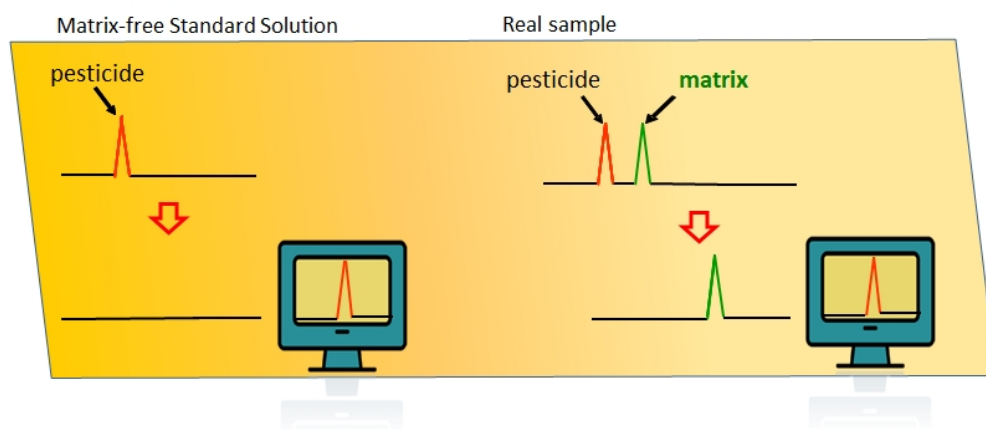 Matrix-free Standard Solution
Real sample
pesticide
pesticide
matrix